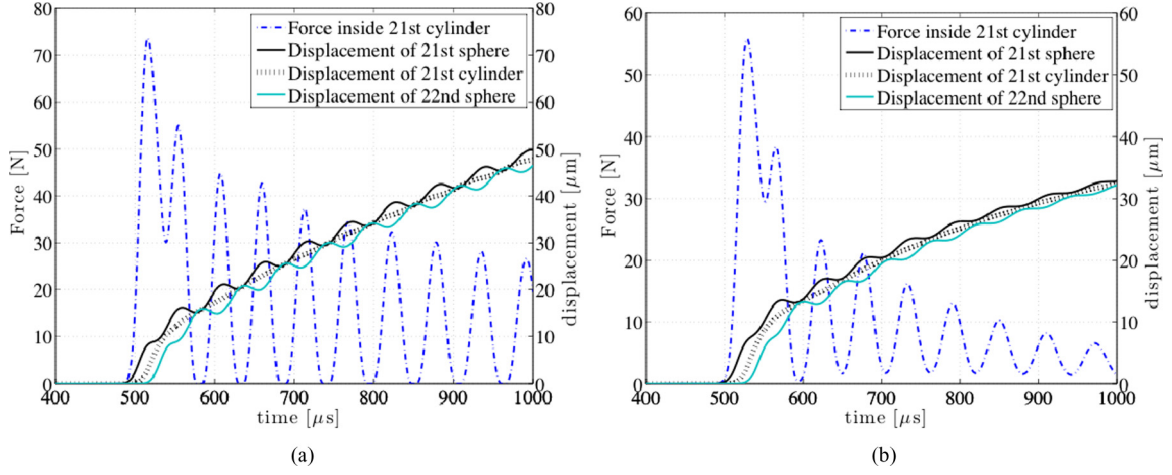 80
70
60
50
40
30
20
10
0
Force [N]
Force inside 21st cylinder
Displacement of 21st sphere
Displacement of 21st cylinder
Displacement of 22nd sphere
80
70
60
50
40
30
20
10
0
displacement [μm]
400 500 600 700 800 900 1000
time [μs]
(a)
60
50
40
30
20
10
0
Force [N]
Force inside 21st cylinder
Displacement of 21st sphere
Displacement of 21st cylinder
Displacement of 22nd sphere
60
50
40
30
20
10
0
displacement [μm]
400 500 600 700 800 900 1000
time [μs]
(b)